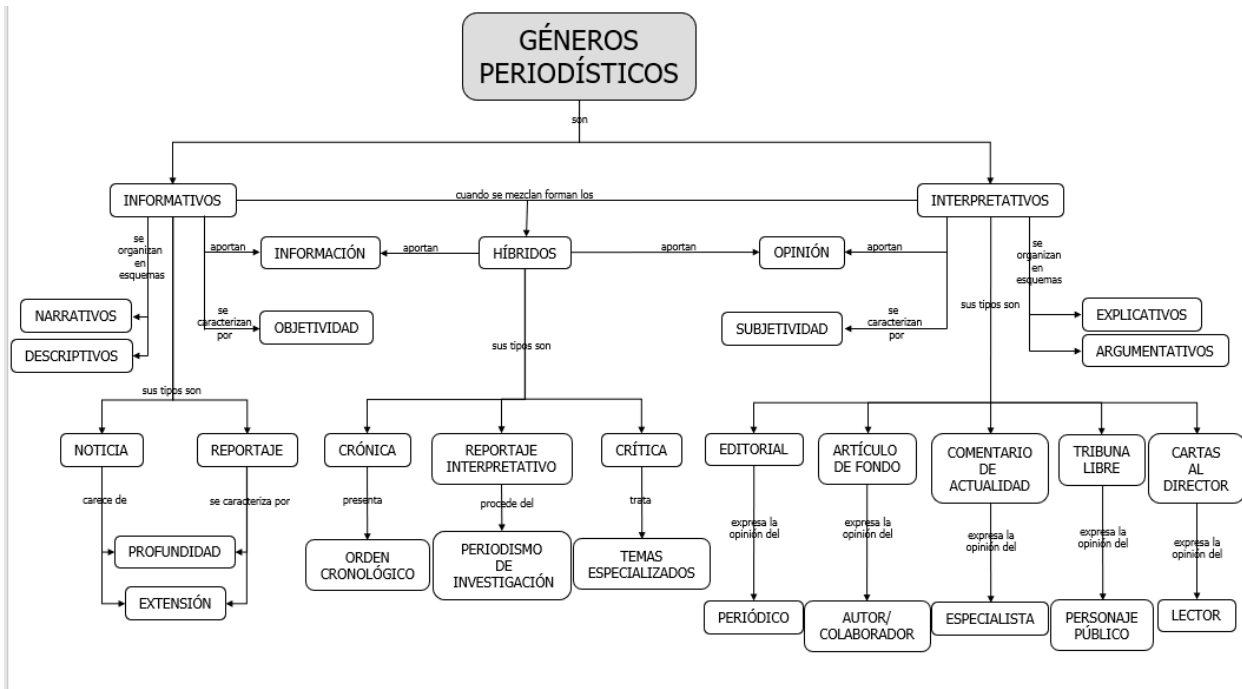 GÉNEROS
PERIODÍSTICOS
son
INFORMATIVOS
cuando se mezclan forman los
INTERPRETATIVOS
se
organizan
en
esquemas
aportan
INFORMACIÓN
aportan
HÍBRIDOS
aportan
OPINIÓN
aportan
se
organizan
en
esquemas
NARRATIVOS
DESCRIPTIVOS
se
caracterizan
por
OBJETIVIDAD
sus tipos son
SUBJETIVIDAD
se
caracterizan
por
sus tipos son
EXPLICATIVOS
ARGUMENTATIVOS
sus tipos son
NOTICIA
REPORTAJE
CRÓNICA
REPORTAJE
INTERPRETATIVO
CRÍTICA
EDITORIAL
ARTÍCULO
DE FONDO
COMENTARIO
DE
ACTUALIDAD
TRIBUNA
LIBRE
CARTAS
AL
DIRECTOR
carece de
se caracteriza por
presenta
procede del
trata
expresa la
opinión del
expresa la
opinión del
expresa la
opinión del
expresa la
opinión del
expresa la
opinión del
PROFUNDIDAD
EXTENSIÓN
ORDEN
CRONOLÓGICO
PERIODISMO
DE
INVESTIGACIÓN
TEMAS
ESPECIALIZADOS
PERIÓDICO
AUTOR/
COLABORADOR
ESPECIALISTA
PERSONAJE
PÚBLICO
LECTOR